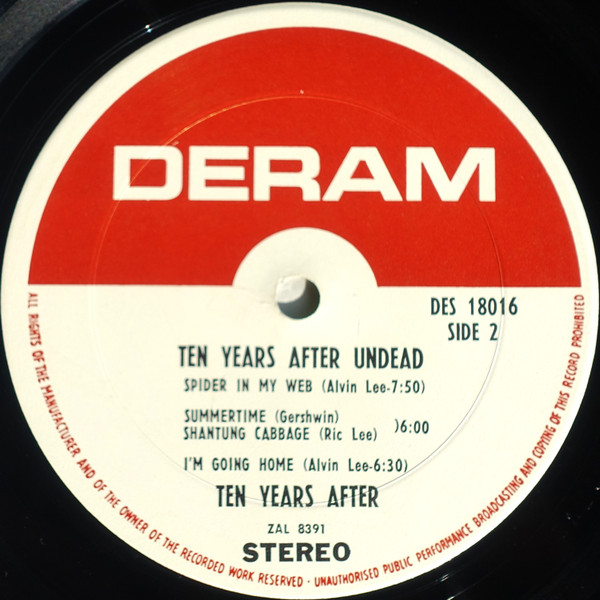 DERAM
DES 18016
SIDE 2
TEN YEARS AFTER UNDEAD
SPIDER IN MY WEB (Alvin Lee-7:50)
SUMMERTIME (Gershwin)
SHANTUNG CABBAGE (Ric Lee) )6:00
I'M GOING HOME (Alvin Lee-6:30)
TEN YEARS AFTER
ZAL 8391
STEREO
ALL RIGHTS OF THE MANUFACTURER AND OF THE OWNER OF THE RECORDED WORK RESERVED · UNAUTHORISED PUBLIC PERFORMANCE BROADCASTING AND COPYING OF THIS RECORD PROHIBITED